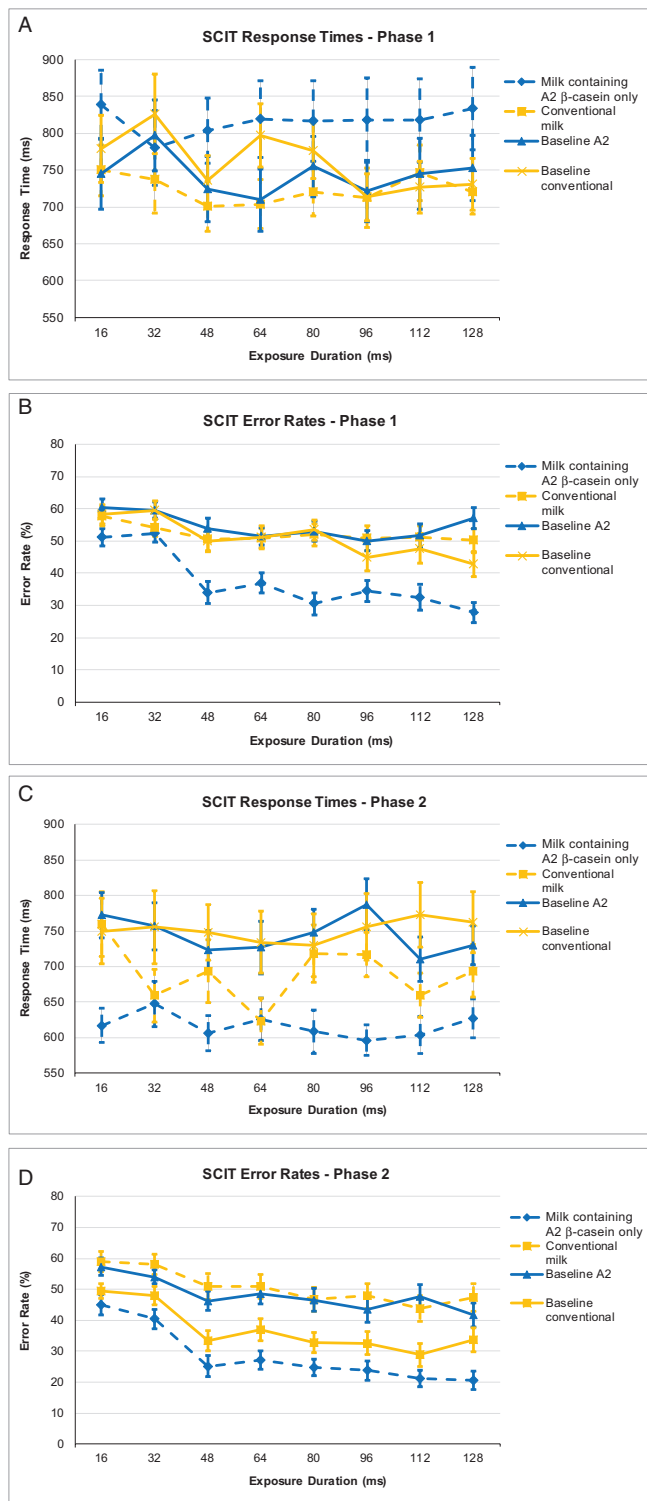 A
SCIT Response Times - Phase 1
900
850
800
750
700
650
600
550
Response Time (ms)
16 32 48 64 80 96 112 128
Exposure Duration (ms)
Milk containing
A2 β-casein only
Conventional
milk
Baseline A2
Baseline
conventional
B
SCIT Error Rates - Phase 1
80
70
60
50
40
30
20
10
0
Error Rate (%)
16 32 48 64 80 96 112 128
Exposure Duration (ms)
Milk containing
A2 β-casein only
Conventional
milk
Baseline A2
Baseline
conventional
C
SCIT Response Times - Phase 2
900
850
800
750
700
650
600
550
Response Time (ms)
16 32 48 64 80 96 112 128
Exposure Duration (ms)
Milk containing
A2 β-casein only
Conventional
milk
Baseline A2
Baseline
conventional
D
SCIT Error Rates - Phase 2
80
70
60
50
40
30
20
10
0
Error Rate (%)
16 32 48 64 80 96 112 128
Exposure Duration (ms)
Milk containing
A2 β-casein only
Conventional
milk
Baseline A2
Baseline
conventional